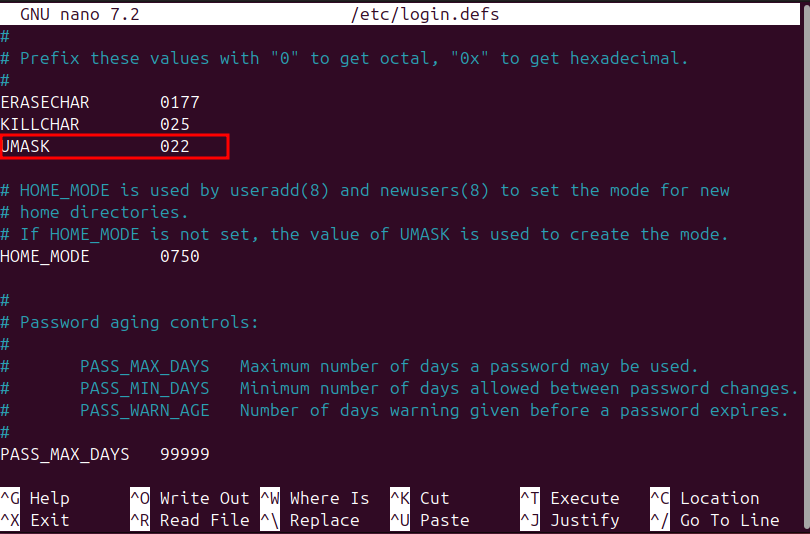 GNU nano 7.2 /etc/login.defs
#
# Prefix these values with "0" to get octal, "0x" to get hexadecimal.
#
ERASECHAR 0177
KILLCHAR 025
UMASK 022
# HOME_MODE is used by useradd(8) and newusers(8) to set the mode for new
# home directories.
# If HOME_MODE is not set, the value of UMASK is used to create the mode.
HOME_MODE 0750
#
# Password aging controls:
#
# PASS_MAX_DAYS Maximum number of days a password may be used.
# PASS_MIN_DAYS Minimum number of days allowed between password changes.
# PASS_WARN_AGE Number of days warning given before a password expires.
#
PASS_MAX_DAYS 99999
^G Help ^O Write Out ^W Where Is ^K Cut ^T Execute ^C Location
^X Exit ^R Read File ^\ Replace ^U Paste ^J Justify ^/ Go To Line